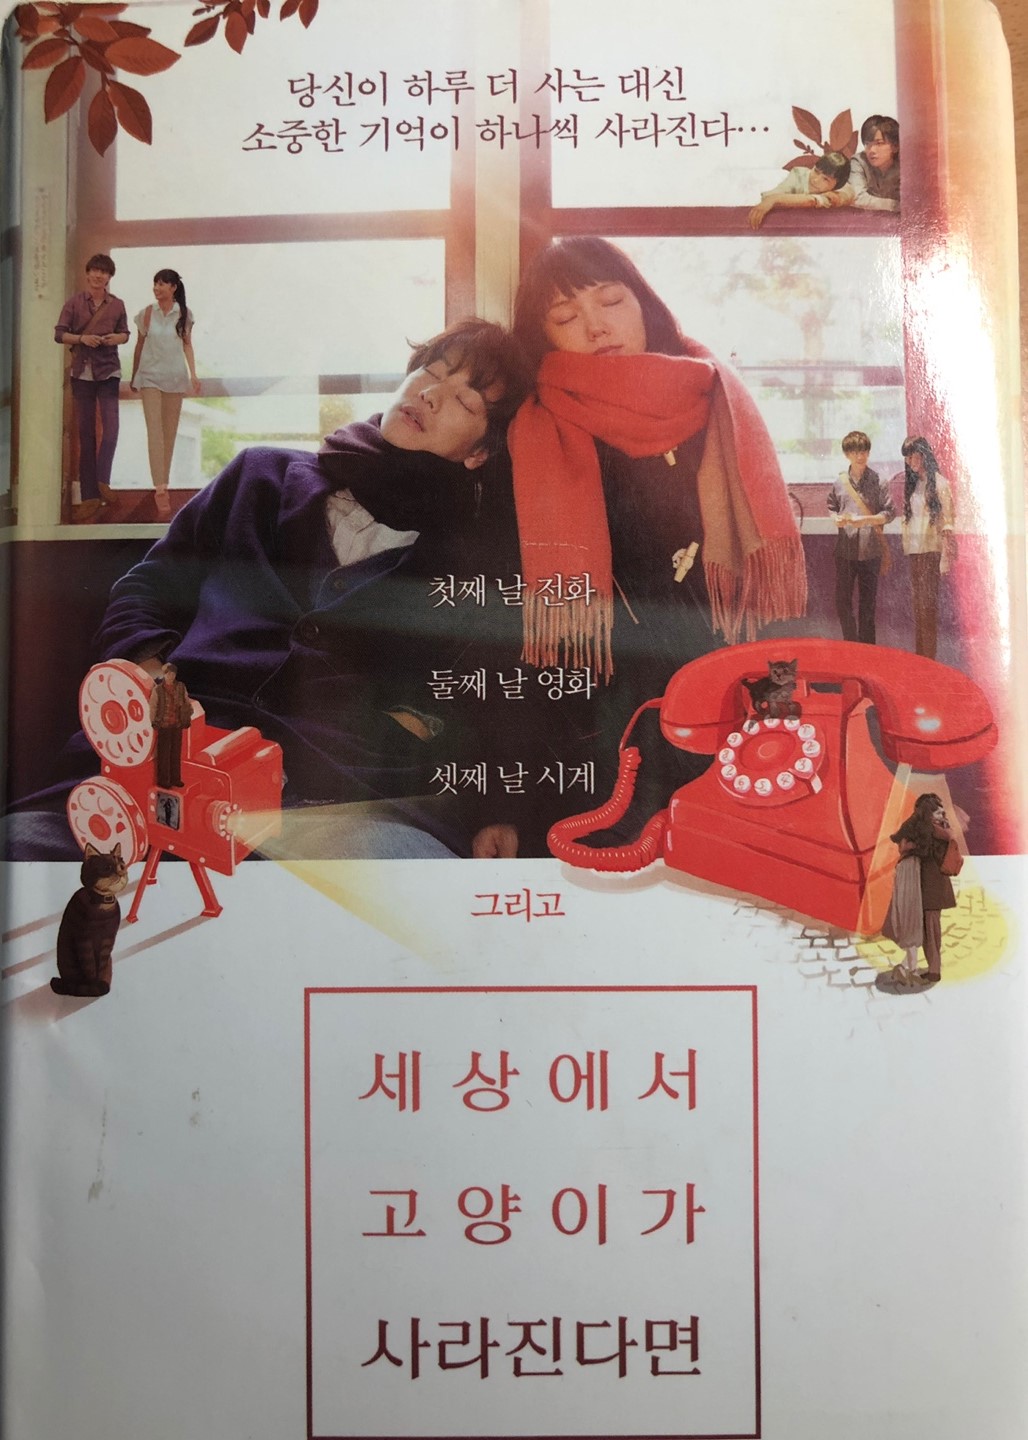 당신이 하루 더 사는 대신
소중한 기억이 하나씩 사라진다…
첫째 날 전화
둘째 날 영화
셋째 날 시계
그리고
세상에서
고양이가
사라진다면